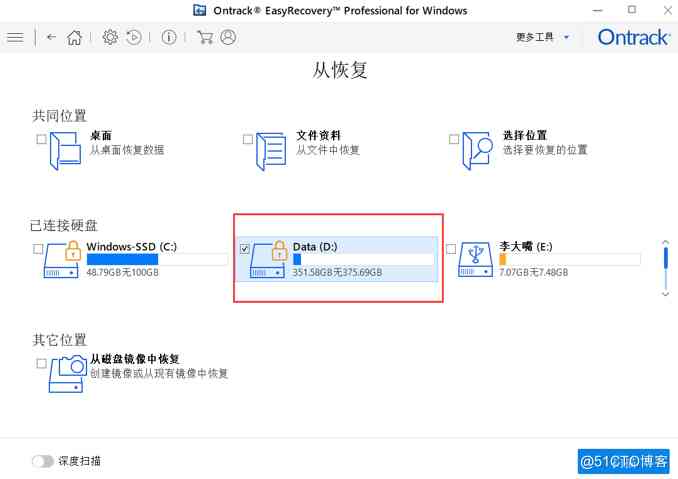 Ontrack® EasyRecovery™ Professional for Windows
更多工具
Ontrack
从恢复
共同位置
桌面
从桌面恢复数据
文件资料
从文件中恢复
选择位置
选择要恢复的位置
已连接硬盘
Windows-SSD (C:)
48.79GB无100GB
Data (D:)
351.58GB无375.69GB
李大嘴 (E:)
7.07GB无7.48GB
其它位置
从磁盘镜像中恢复
创建镜像或从现有镜像中恢复
深度扫描
@51CTO博客